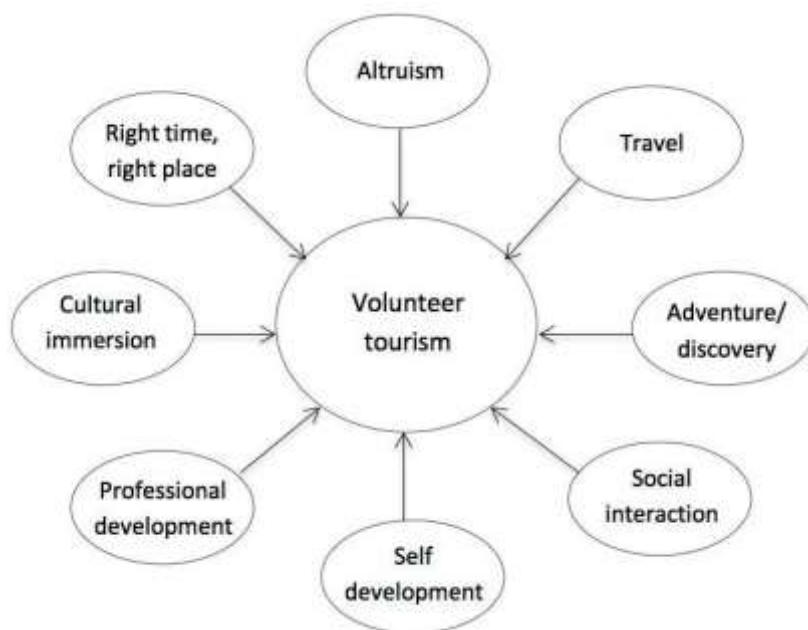 Altruism
Right time,
right place
Travel
Cultural
immersion
Volunteer
tourism
Adventure/
discovery
Professional
development
Social
interaction
Self
development